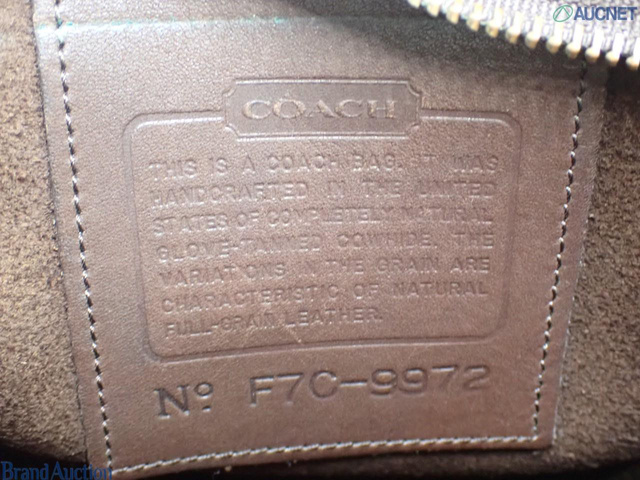 AUCNET
COACH
THIS IS A COACH BAG. IT WAS
HANDCRAFTED IN THE UNITED
STATES OF COMPLETELY NATURAL
GLOVE-TANNED COWHIDE. THE
VARIATIONS IN THE GRAIN ARE
CHARACTERISTIC OF NATURAL
FULL-GRAIN LEATHER.
Nº F7C-9972
Brand Auction